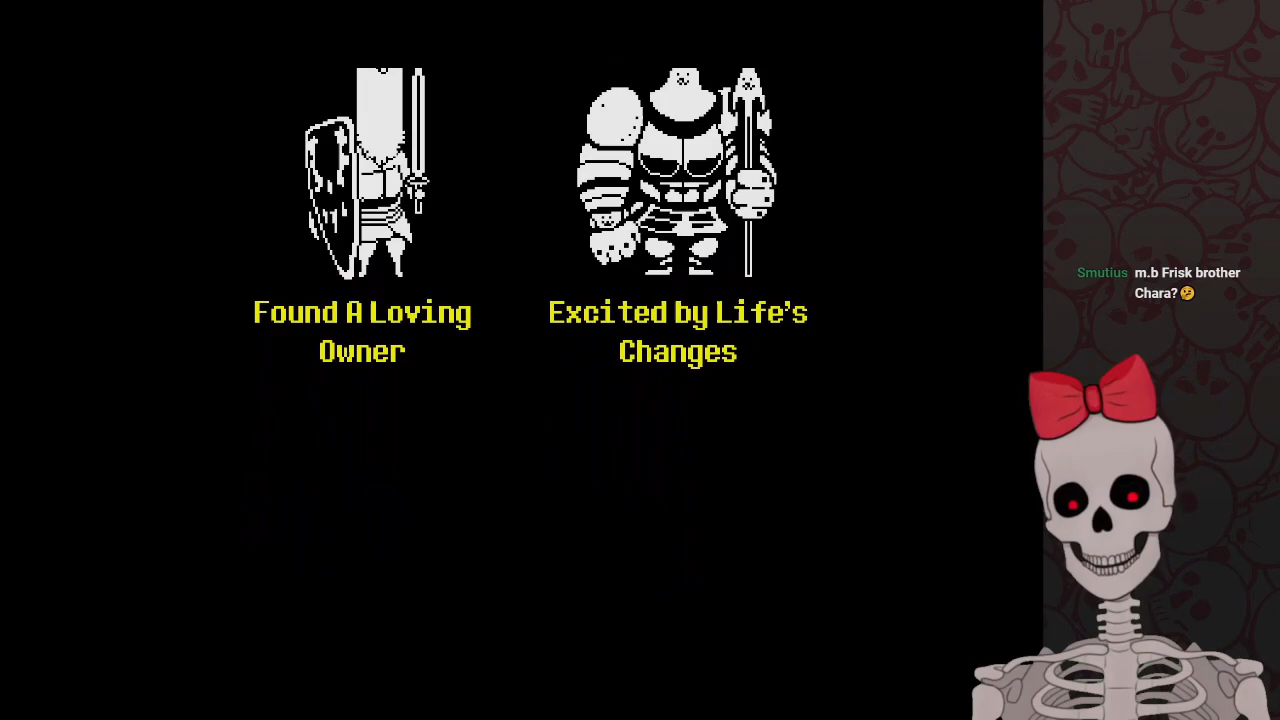 Found A Loving
Owner
Excited by Life's
Changes
Smutius m.b Frisk brother
Chara?🤔